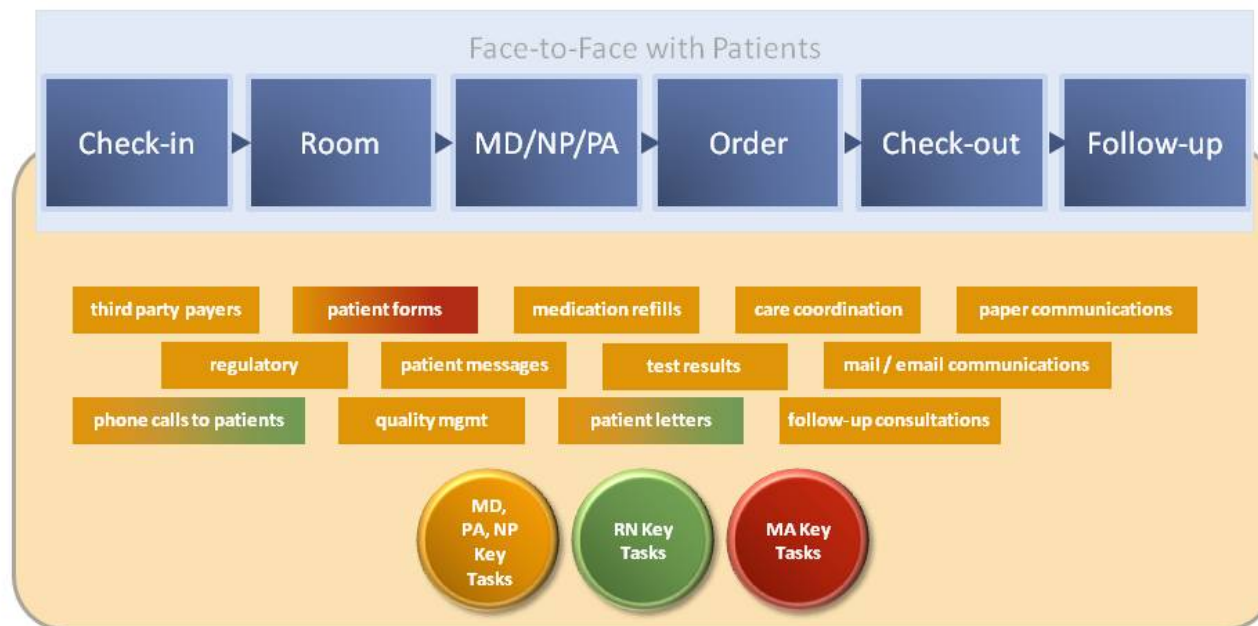 Face-to-Face with Patients
Check-in
Room
MD/NP/PA
Order
Check-out
Follow-up
third party payers
patient forms
medication refills
care coordination
paper communications
regulatory
patient messages
test results
mail / email communications
phone calls to patients
quality mgmt
patient letters
follow-up consultations
MD,
PA, NP
Key
Tasks
RN Key
Tasks
MA Key
Tasks